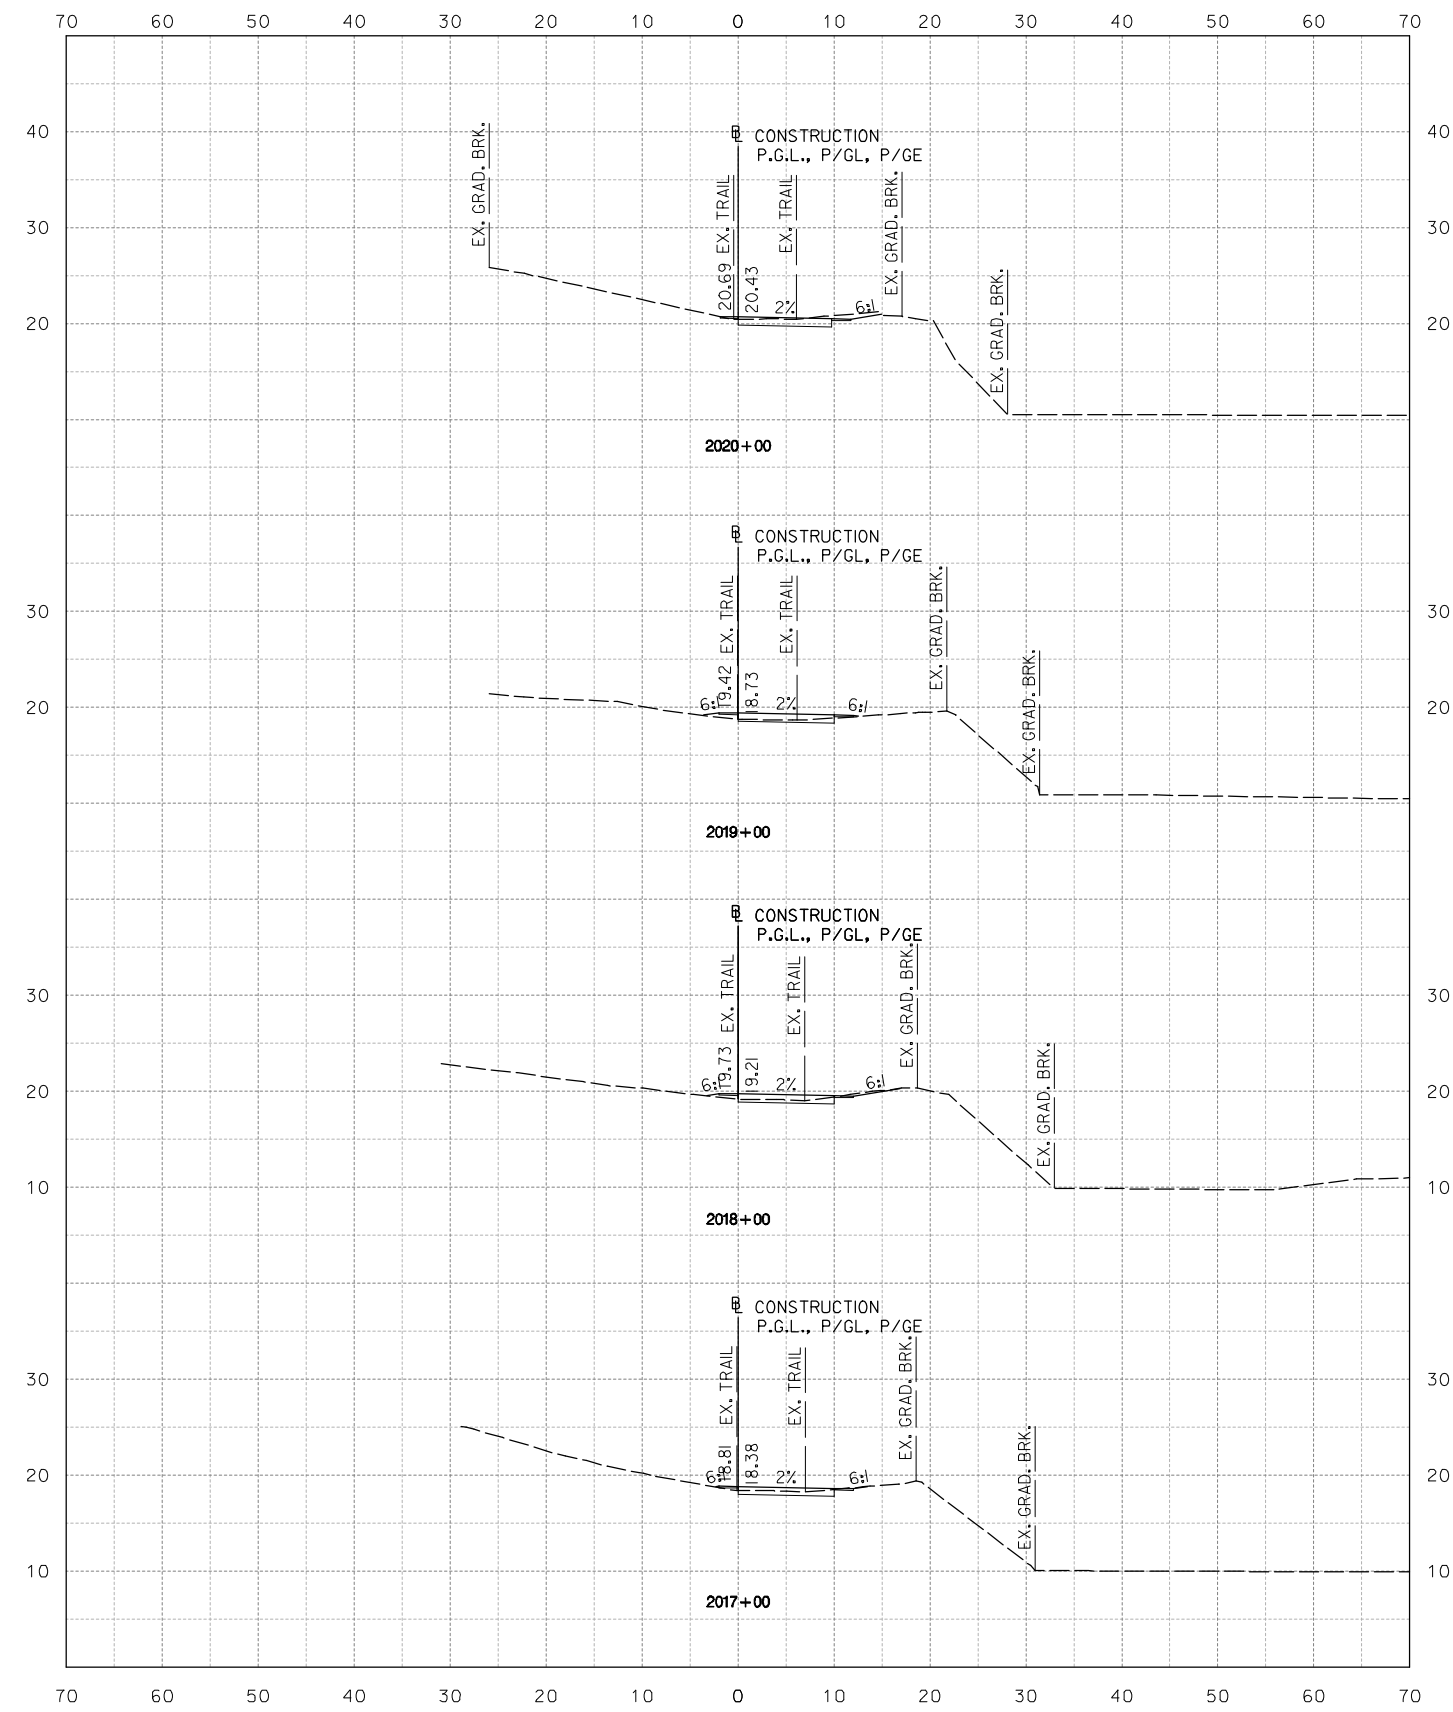 70 60 50 40 30 20 10 0 10 20 30 40 50 60 70
40 40
30 30
20 20
EX. GRAD. BRK.
℄ CONSTRUCTION
P.G.L., P/GL, P/GE
20.69 EX. TRAIL
20.43
EX. TRAIL
2%
6:1
EX. GRAD. BRK.
EX. GRAD. BRK.
2020+00
30 30
20 20
℄ CONSTRUCTION
P.G.L., P/GL, P/GE
6:1
19.42 EX. TRAIL
18.73
EX. TRAIL
2%
6:1
EX. GRAD. BRK.
EX. GRAD. BRK.
2019+00
30 30
20 20
10 10
℄ CONSTRUCTION
P.G.L., P/GL, P/GE
6:1
19.73 EX. TRAIL
19.21
EX. TRAIL
2%
6:1
EX. GRAD. BRK.
EX. GRAD. BRK.
2018+00
30 30
20 20
10 10
℄ CONSTRUCTION
P.G.L., P/GL, P/GE
6:1
18.81 EX. TRAIL
18.38
EX. TRAIL
2%
6:1
EX. GRAD. BRK.
EX. GRAD. BRK.
2017+00
70 60 50 40 30 20 10 0 10 20 30 40 50 60 70